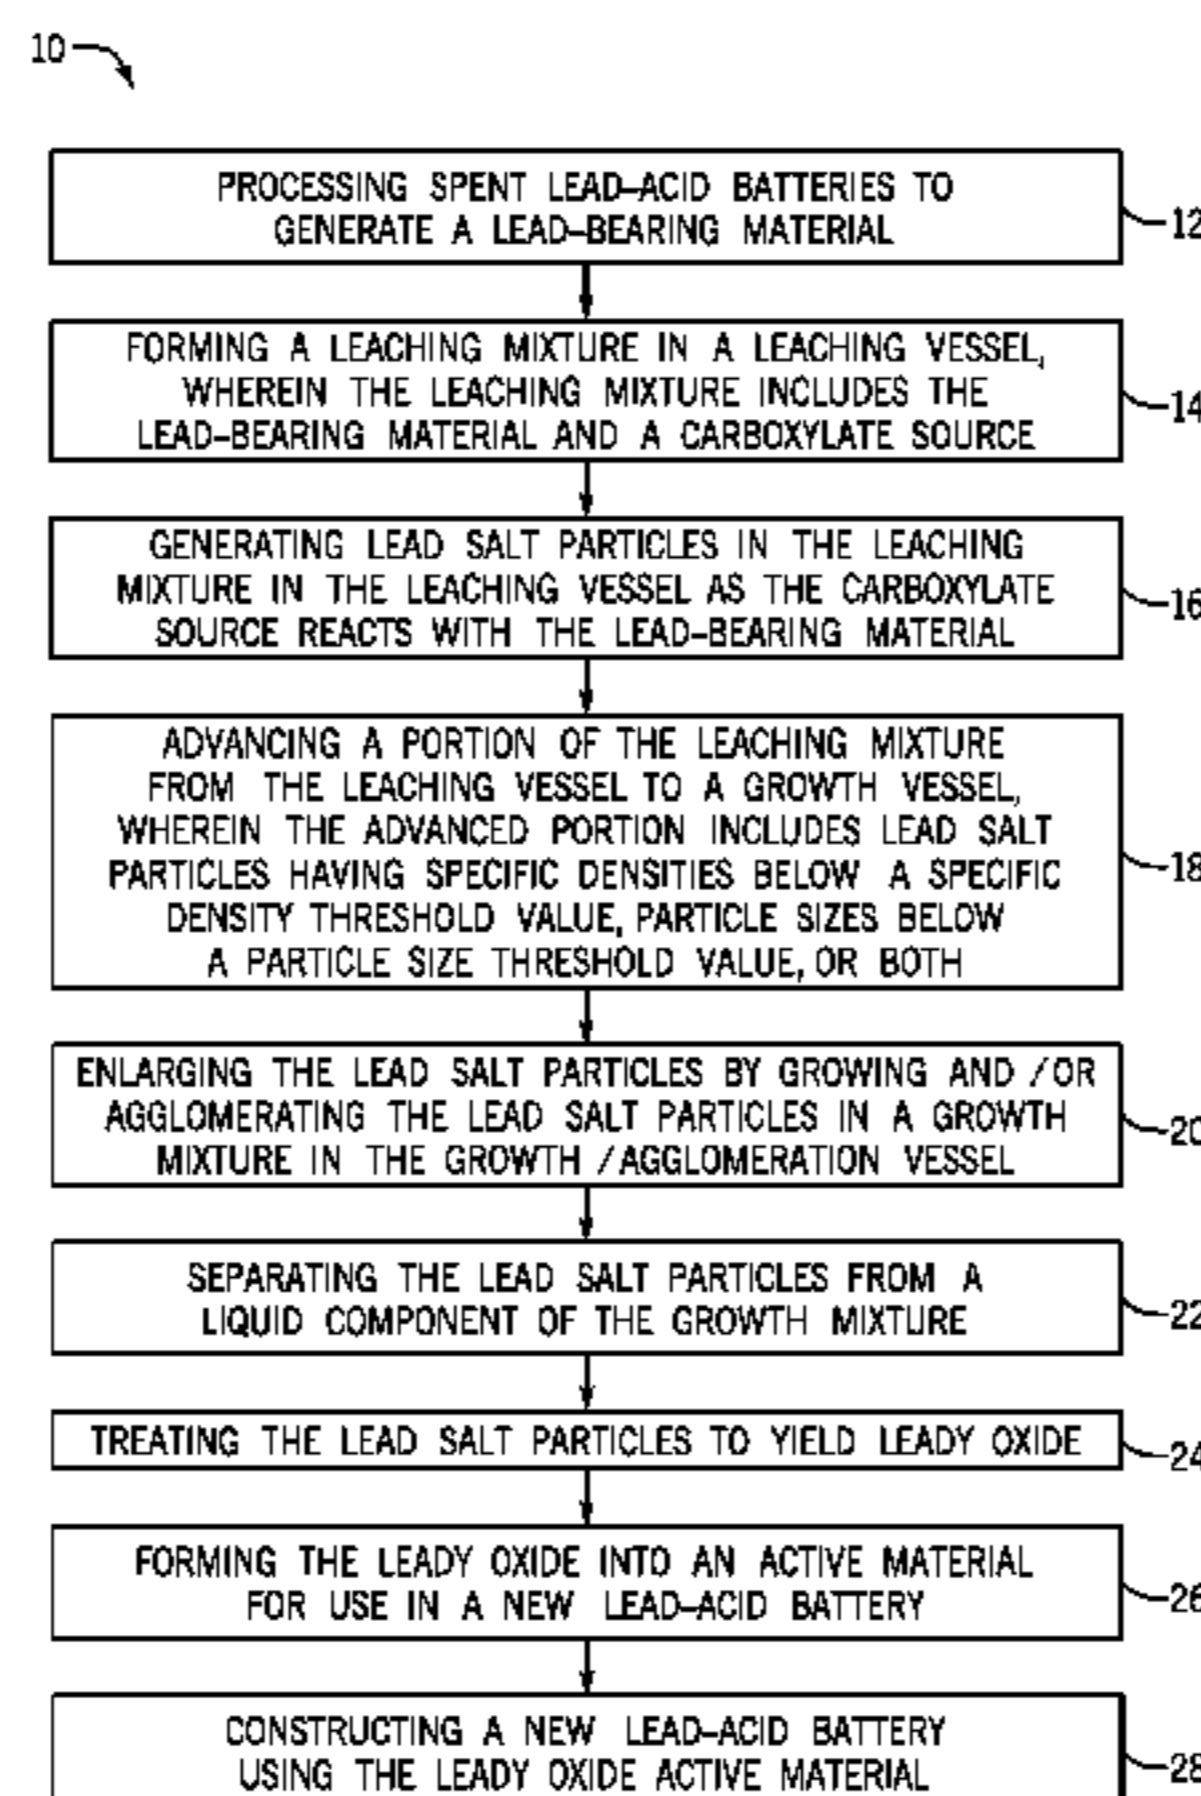 10
PROCESSING SPENT LEAD-ACID BATTERIES TO
GENERATE A LEAD-BEARING MATERIAL
12
FORMING A LEACHING MIXTURE IN A LEACHING VESSEL,
WHEREIN THE LEACHING MIXTURE INCLUDES THE
LEAD-BEARING MATERIAL AND A CARBOXYLATE SOURCE
14
GENERATING LEAD SALT PARTICLES IN THE LEACHING
MIXTURE IN THE LEACHING VESSEL AS THE CARBOXYLATE
SOURCE REACTS WITH THE LEAD-BEARING MATERIAL
16
ADVANCING A PORTION OF THE LEACHING MIXTURE
FROM THE LEACHING VESSEL TO A GROWTH VESSEL,
WHEREIN THE ADVANCED PORTION INCLUDES LEAD SALT
PARTICLES HAVING SPECIFIC DENSITIES BELOW A SPECIFIC
DENSITY THRESHOLD VALUE, PARTICLE SIZES BELOW
A PARTICLE SIZE THRESHOLD VALUE, OR BOTH
18
ENLARGING THE LEAD SALT PARTICLES BY GROWING AND /OR
AGGLOMERATING THE LEAD SALT PARTICLES IN A GROWTH
MIXTURE IN THE GROWTH /AGGLOMERATION VESSEL
20
SEPARATING THE LEAD SALT PARTICLES FROM A
LIQUID COMPONENT OF THE GROWTH MIXTURE
22
TREATING THE LEAD SALT PARTICLES TO YIELD LEADY OXIDE
24
FORMING THE LEADY OXIDE INTO AN ACTIVE MATERIAL
FOR USE IN A NEW LEAD-ACID BATTERY
26
CONSTRUCTING A NEW LEAD-ACID BATTERY
USING THE LEADY OXIDE ACTIVE MATERIAL
28